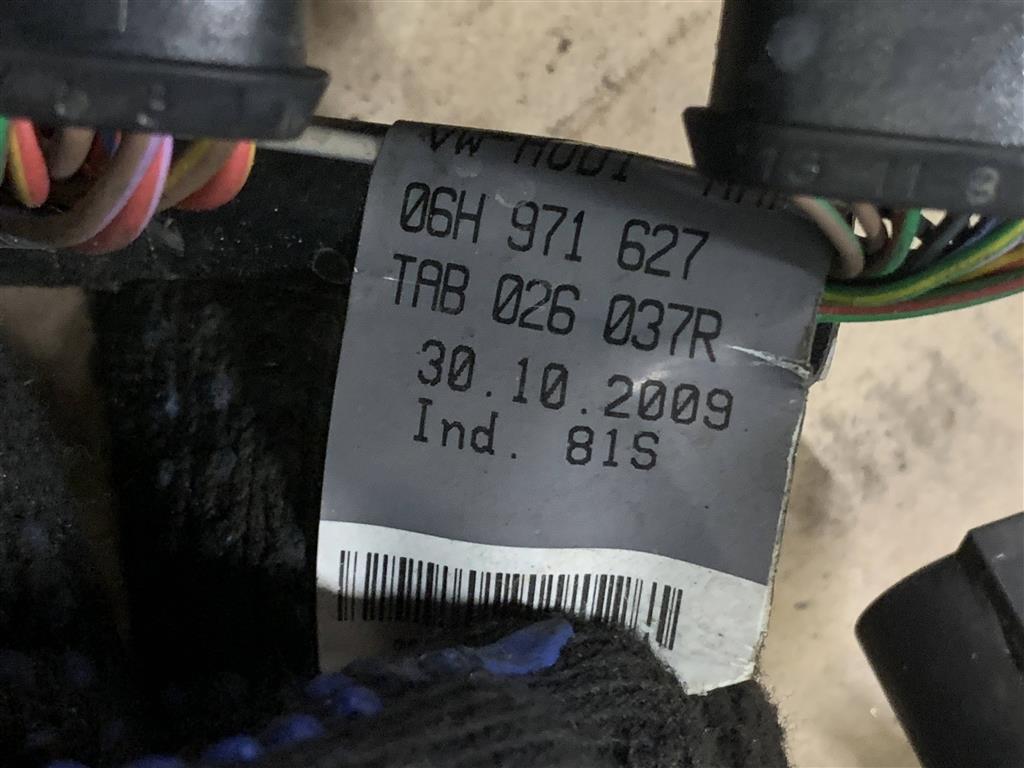 VW-AUDI
06H 971 627
TAB 026 037R
30.10.2009
Ind. 81S